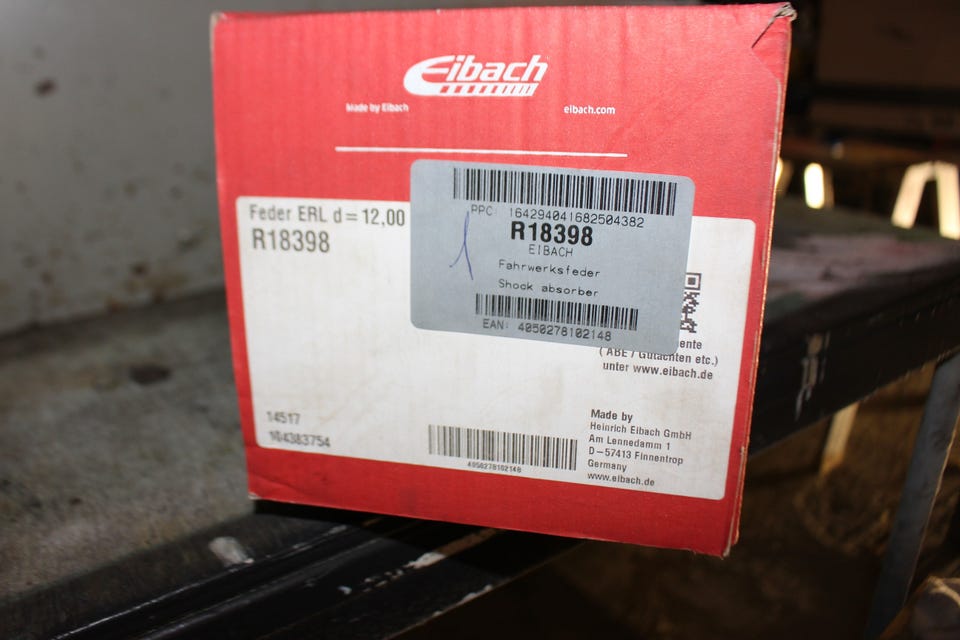 Eibach
Made by Eibach
eibach.com
Feder ERL d=12,00
R18398
PPC: 164294041682504382
R18398
EIBACH
Fahrwerksfeder
Shock absorber
EAN: 4050278102148
(ABE / Gutachten etc.)
unter www.eibach.de
14517
104383754
4050278102148
Made by
Heinrich Eibach GmbH
Am Lennedamm 1
D-57413 Finnentrop
Germany
www.eibach.de